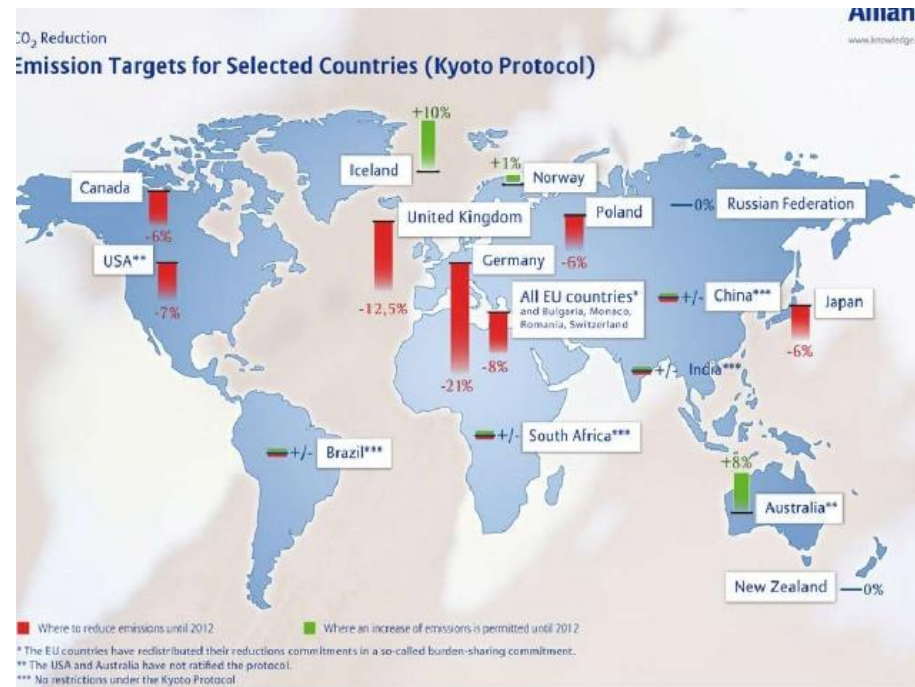 CO₂ Reduction
Emission Targets for Selected Countries (Kyoto Protocol)
www.knowledge
+10%
Iceland
+1%
Norway
Canada
-6%
United Kingdom
-12,5%
Poland
-6%
0% Russian Federation
USA**
-7%
Germany
-21%
All EU countries*
and Bulgaria, Monaco,
Romania, Switzerland
-8%
+/- China***
Japan
-6%
+/- India***
+/- Brazil***
+/- South Africa***
+8%
Australia**
New Zealand 0%
Where to reduce emissions until 2012
Where an increase of emissions is permitted until 2012
* The EU countries have redistributed their reductions commitments in a so-called burden-sharing commitment.
** The USA and Australia have not ratified the protocol.
*** No restrictions under the Kyoto Protocol